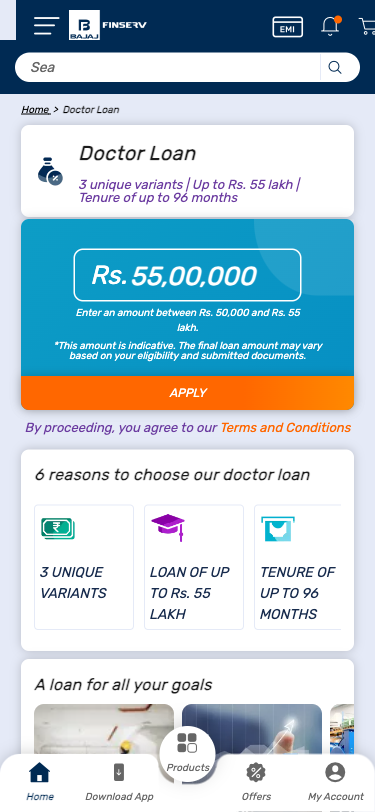 BAJAJ FINSERV
EMI
Sea
Home > Doctor Loan
Doctor Loan
3 unique variants | Up to Rs. 55 lakh |
Tenure of up to 96 months
Rs. 55,00,000
Enter an amount between Rs. 50,000 and Rs. 55
lakh.
*This amount is indicative. The final loan amount may vary
based on your eligibility and submitted documents.
APPLY
By proceeding, you agree to our Terms and Conditions
6 reasons to choose our doctor loan
3 UNIQUE
VARIANTS
LOAN OF UP
TO Rs. 55
LAKH
TENURE OF
UP TO 96
MONTHS
A loan for all your goals
Home
Download App
Products
Offers
My Account